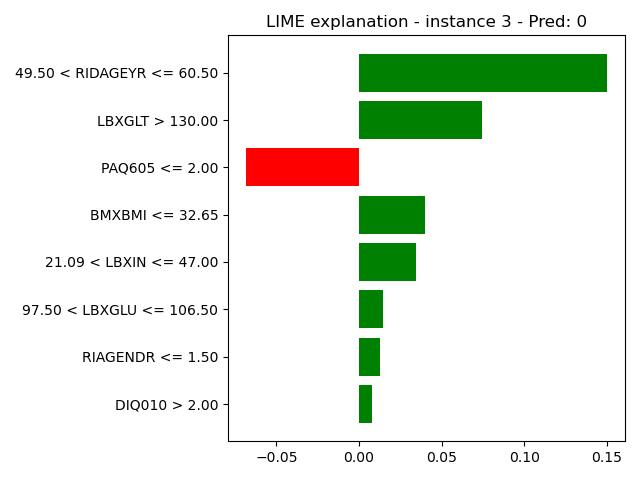 LIME explanation - instance 3 - Pred: 0
49.50 < RIDAGEYR <= 60.50
LBXGLT > 130.00
PAQ605 <= 2.00
BMXBMI <= 32.65
21.09 < LBXIN <= 47.00
97.50 < LBXGLU <= 106.50
RIAGENDR <= 1.50
DIQ010 > 2.00
−0.05 0.00 0.05 0.10 0.15